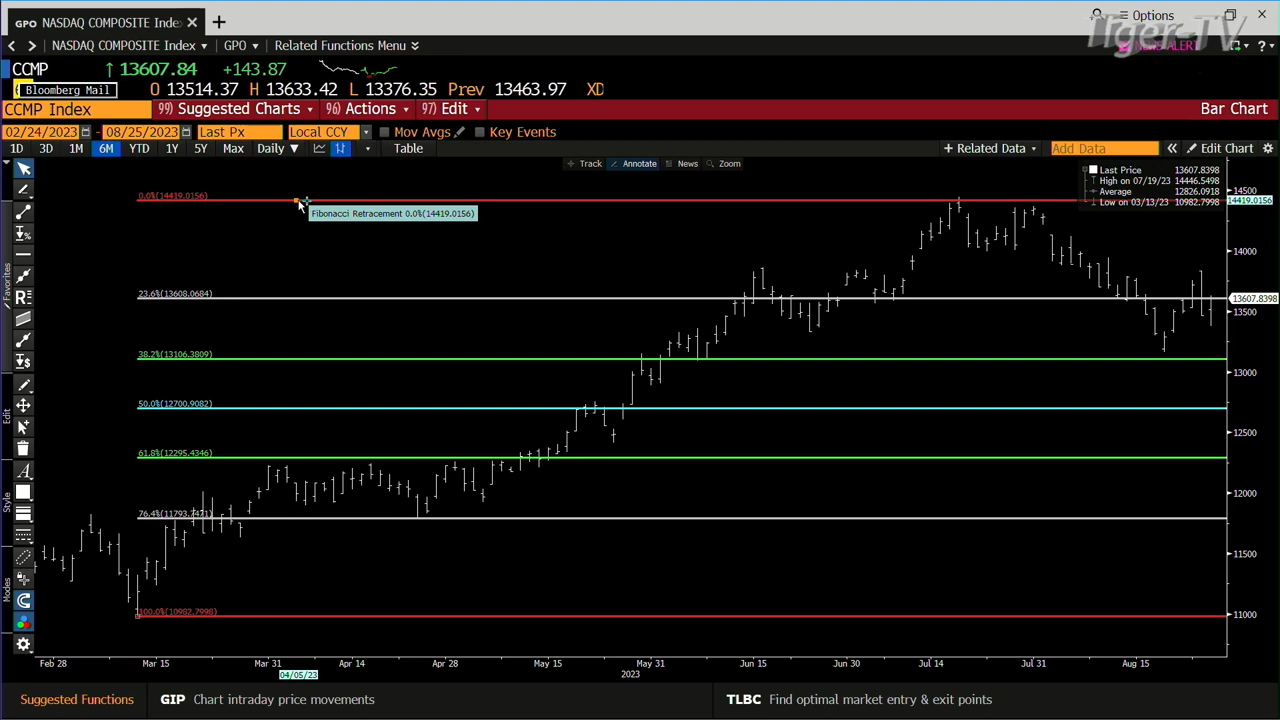 GPO NASDAQ COMPOSITE Inde × +
Options
NASDAQ COMPOSITE Index GPO Related Functions Menu
Tiger-TV
NEWS ALERT
CCMP ↑ 13607.84 +143.87
Bloomberg Mail O 13514.37 H 13633.42 L 13376.35 Prev 13463.97 XD
CCMP Index 99) Suggested Charts 96) Actions 97) Edit Bar Chart
02/24/2023 - 08/25/2023 Last Px Local CCY Mov Avgs Key Events
1D 3D 1M 6M YTD 1Y 5Y Max Daily ▼ Table + Related Data Add Data « Edit Chart
Track Annotate News Zoom
Last Price 13607.8398
High on 07/19/23 14446.5498
Average 12826.0918
Low on 03/13/23 10982.7998
0.0%(14419.0156)
Fibonacci Retracement 0.0%(14419.0156)
23.6%(13608.0684)
38.2%(13106.3809)
50.0%(12700.9082)
61.8%(12295.4346)
76.4%(11793.7471)
100.0%(10982.7998)
14500
14419.0156
14000
13607.8398
13500
13000
12500
12000
11500
11000
Favorites
Edit
Style
Modes
Feb 28 Mar 15 Mar 31 Apr 14 Apr 28 May 15 May 31 Jun 15 Jun 30 Jul 14 Jul 31 Aug 15
04/05/23
2023
Suggested Functions GIP Chart intraday price movements TLBC Find optimal market entry & exit points